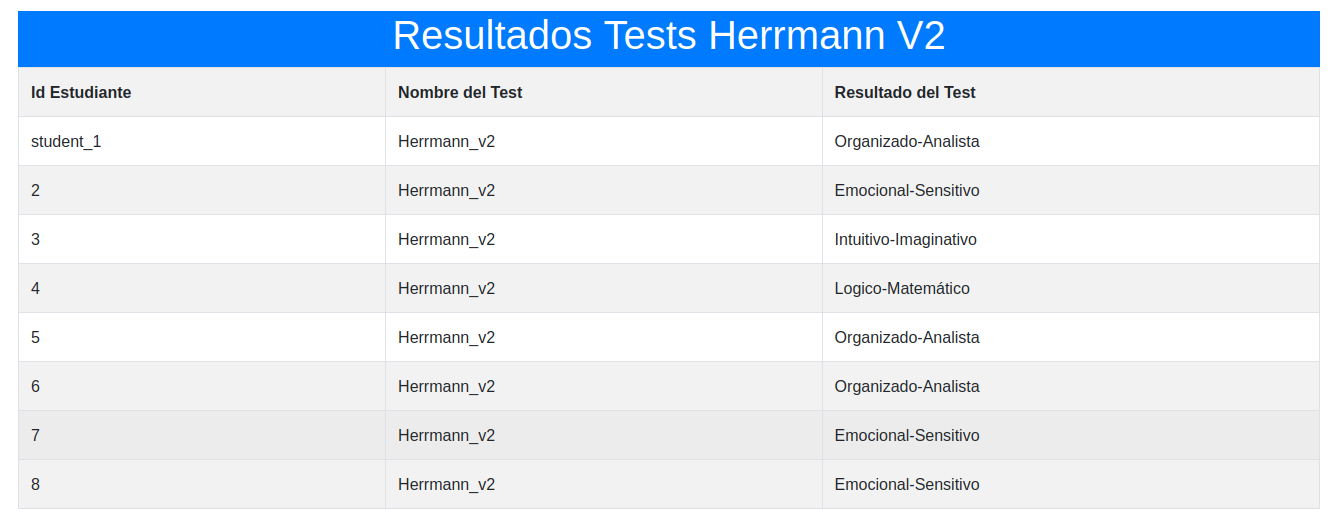 Resultados Tests Herrmann V2
Id Estudiante Nombre del Test Resultado del Test
student_1 Herrmann_v2 Organizado-Analista
2 Herrmann_v2 Emocional-Sensitivo
3 Herrmann_v2 Intuitivo-Imaginativo
4 Herrmann_v2 Logico-Matemático
5 Herrmann_v2 Organizado-Analista
6 Herrmann_v2 Organizado-Analista
7 Herrmann_v2 Emocional-Sensitivo
8 Herrmann_v2 Emocional-Sensitivo